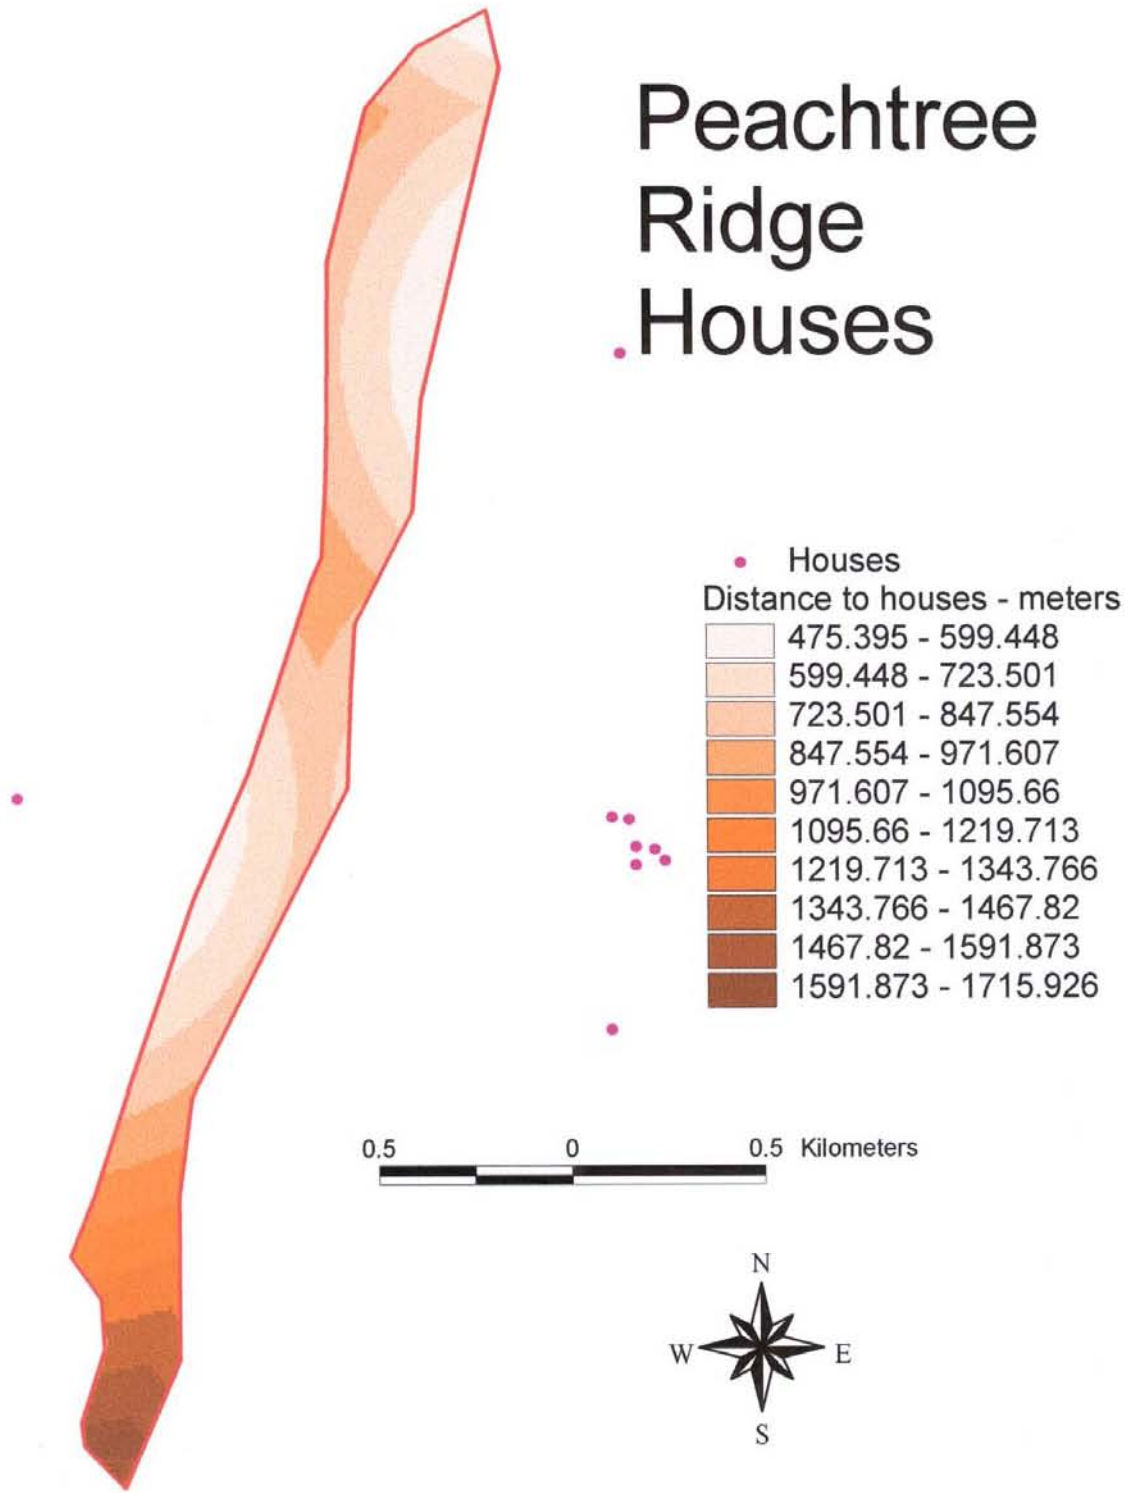 Peachtree
Ridge
Houses
Houses
Distance to houses - meters
475.395 - 599.448
599.448 - 723.501
723.501 - 847.554
847.554 - 971.607
971.607 - 1095.66
1095.66 - 1219.713
1219.713 - 1343.766
1343.766 - 1467.82
1467.82 - 1591.873
1591.873 - 1715.926
0.5 0 0.5 Kilometers
N
W E
S